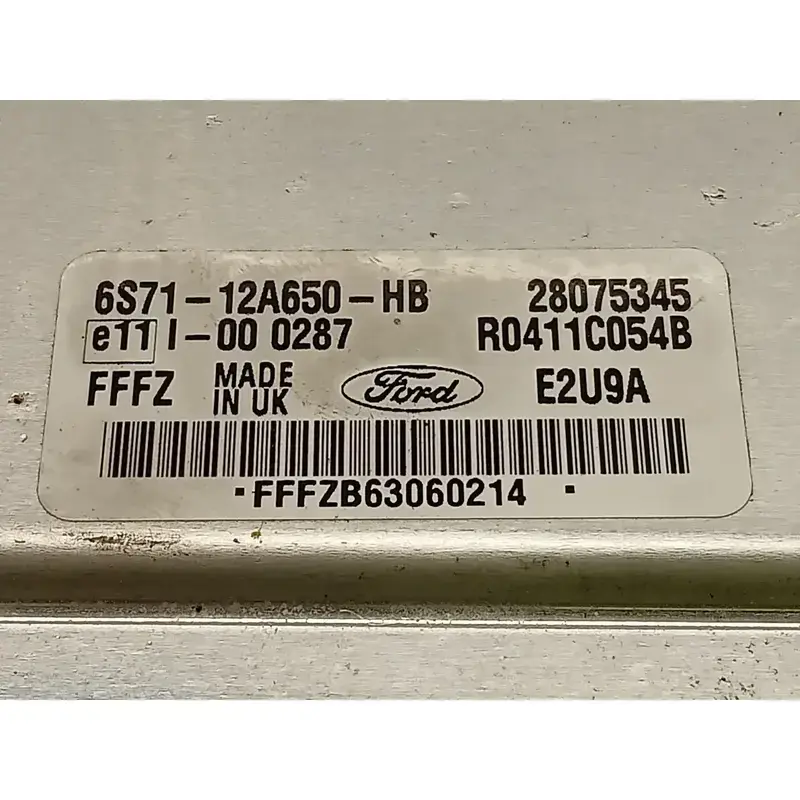 6S71-12A650-HB 28075345
e11 I-00 0287 R0411C054B
FFFZ MADE IN UK Ford E2U9A
·FFFZB63060214 ·